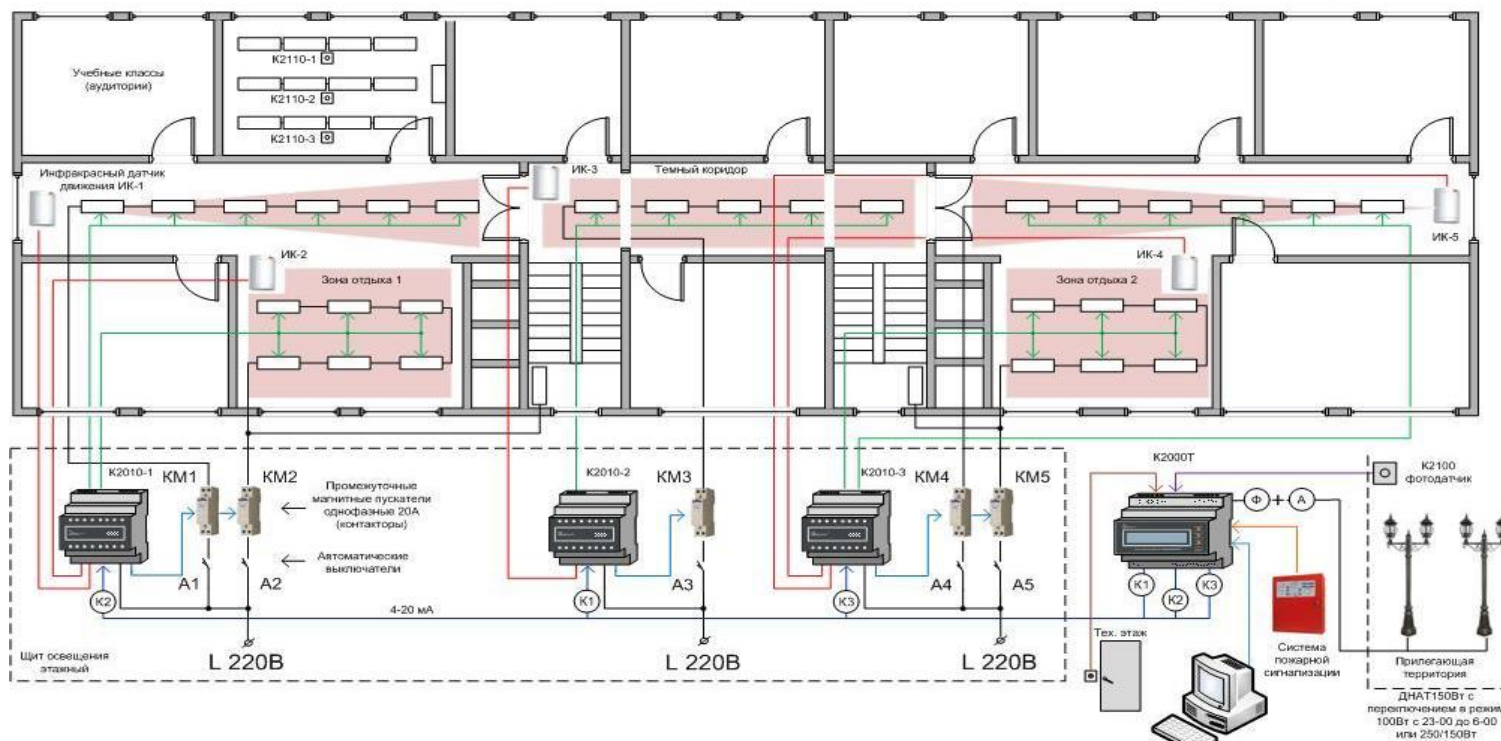 Учебные классы
(аудитории)
К2110-1
К2110-2
К2110-3
Инфракрасный датчик
движения ИК-1
ИК-3
Темный коридор
ИК-5
ИК-2
ИК-4
Зона отдыха 1
Зона отдыха 2
К2010-1
КМ1
КМ2
Промежуточные
магнитные пускатели
однофазные 20А
(контакторы)
Автоматические
выключатели
К2010-2
КМ3
К2010-3
КМ4
КМ5
К2000Т
К2100
фотодатчик
Ф
+
А
А1
А2
А3
А4
А5
К2
К1
К3
К1
К2
К3
4-20 мА
Щит освещения
этажный
L 220В
L 220В
L 220В
Тех. этаж
Система
пожарной
сигнализации
Прилегающая
территория
ДНАТ150Вт с
переключением в режим
100Вт с 23-00 до 6-00
или 250/150Вт